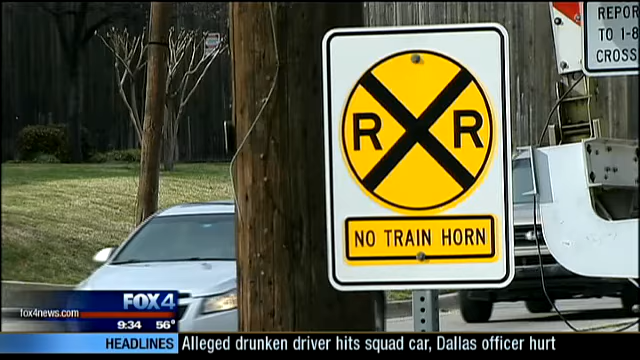 REPOR
TO 1-8
CROSS
R R
NO TRAIN HORN
FOX 4
fox4news.com
9:34 56°
HEADLINES Alleged drunken driver hits squad car, Dallas officer hurt